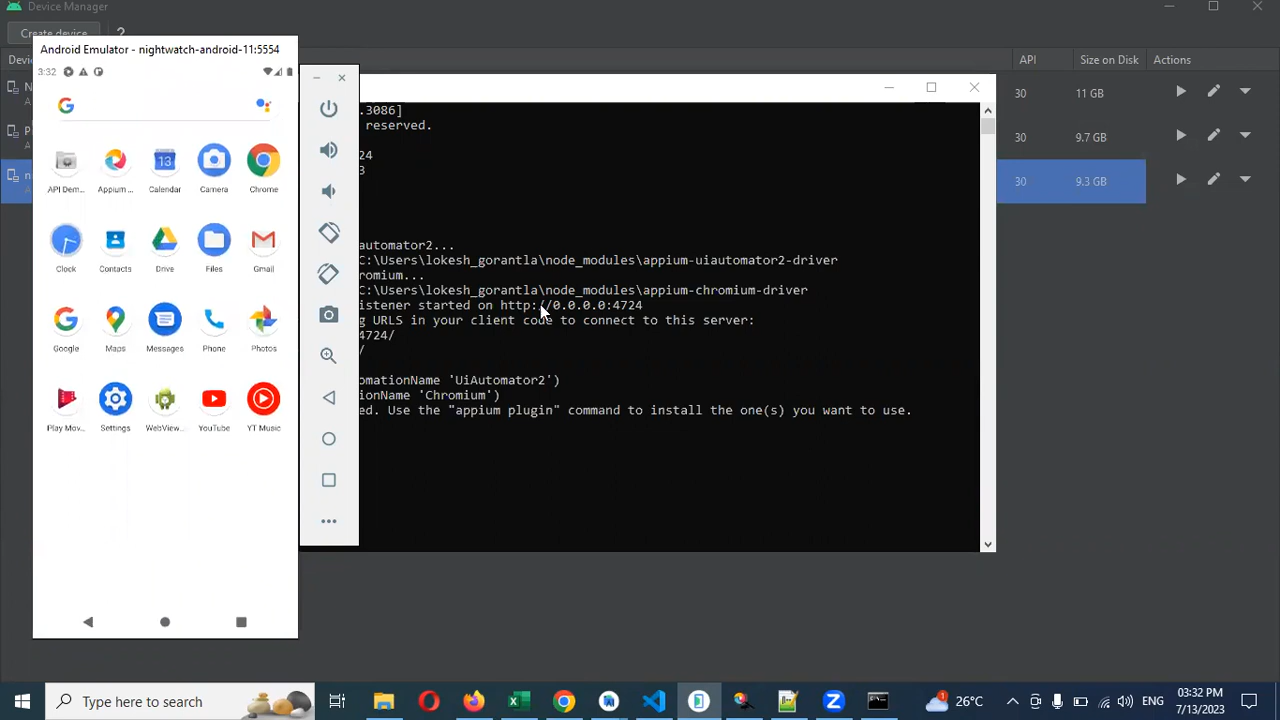 Device Manager
Create device
?
Android Emulator - nightwatch-android-11:5554
3:32
API Dem...
Appium ...
13
Calendar
Camera
Chrome
Clock
Contacts
Drive
Files
Gmail
Google
Maps
Messages
Phone
Photos
Play Mov...
Settings
WebView...
YouTube
YT Music
.3086]
reserved.
24
3
automator2...
C:\Users\lokesh_gorantla\node_modules\appium-uiautomator2-driver
romium...
C:\Users\lokesh_gorantla\node_modules\appium-chromium-driver
istener started on http://0.0.0.0:4724
g URLS in your client code to connect to this server:
4724/
/
omationName 'UiAutomator2')
ionName 'Chromium')
ed. Use the "appium plugin" command to install the one(s) you want to use.
API
Size on Disk
Actions
30
11 GB
30
9.7 GB
30
9.3 GB
Type here to search
1
26°C
ENG
03:32 PM
7/13/2023